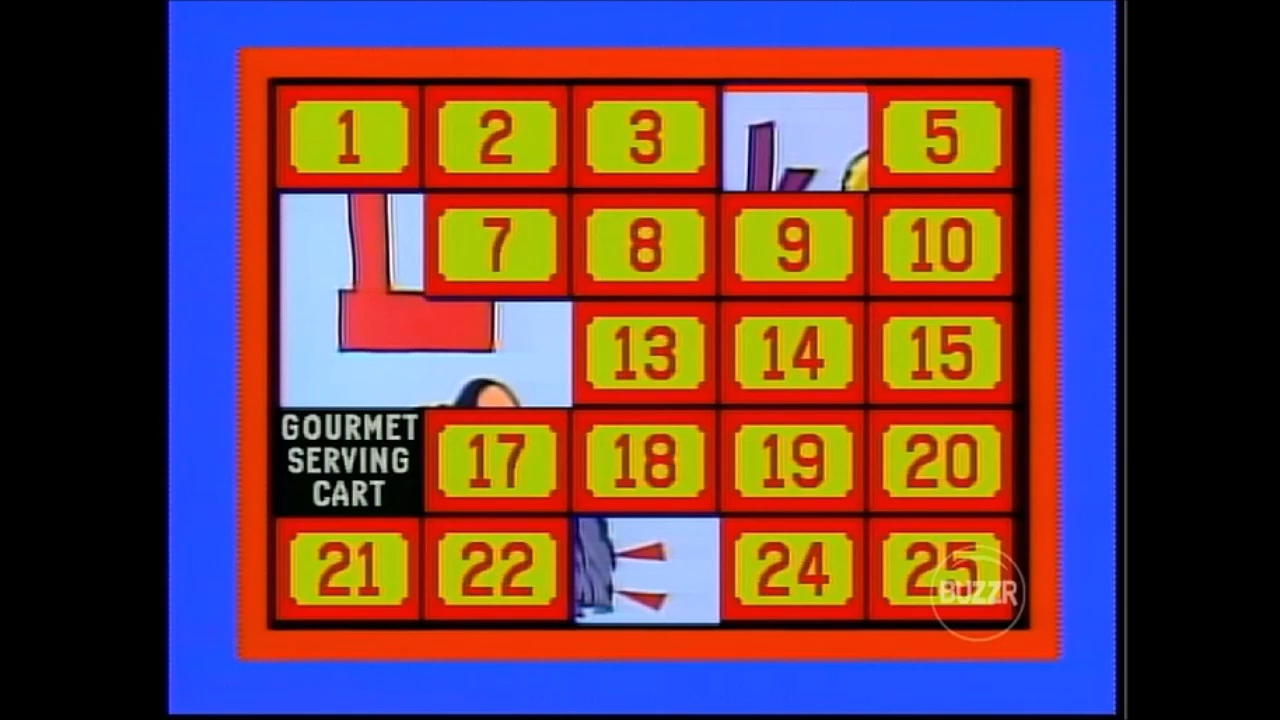 1 2 3 k 5
L 7 8 9 10
13 14 15
GOURMET
SERVING
CART
17 18 19 20
21 22 24 25
BUZZR